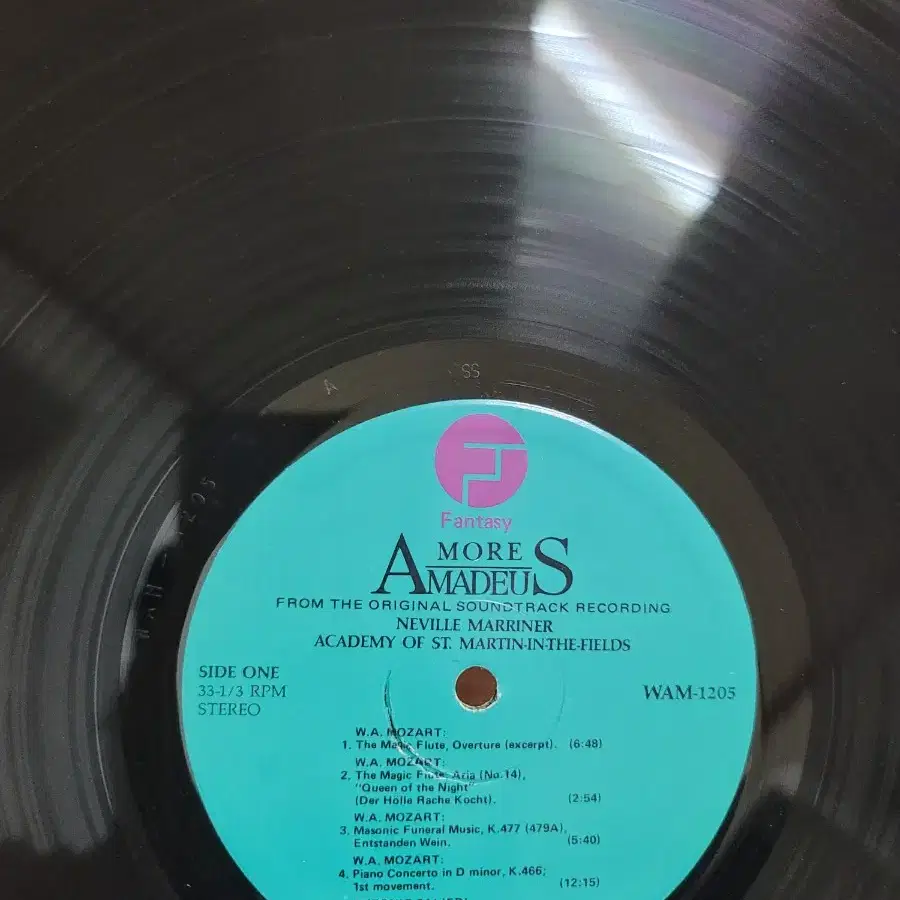 A
SS
Fantasy
MORE
AMADEUS
FROM THE ORIGINAL SOUNDTRACK RECORDING
NEVILLE MARRINER
ACADEMY OF ST. MARTIN-IN-THE-FIELDS
SIDE ONE
33-1/3 RPM
STEREO
WAM-1205
W.A. MOZART:
1. The Magic Flute, Overture (excerpt). (6:48)
W.A. MOZART:
2. The Magic Flute, Aria (No.14),
"Queen of the Night"
(Der Holle Rache Kocht). (2:54)
W.A. MOZART:
3. Masonic Funeral Music, K.477 (479A),
Entstanden Wein. (5:40)
W.A. MOZART:
4. Piano Concerto in D minor, K.466;
1st movement. (12:15)